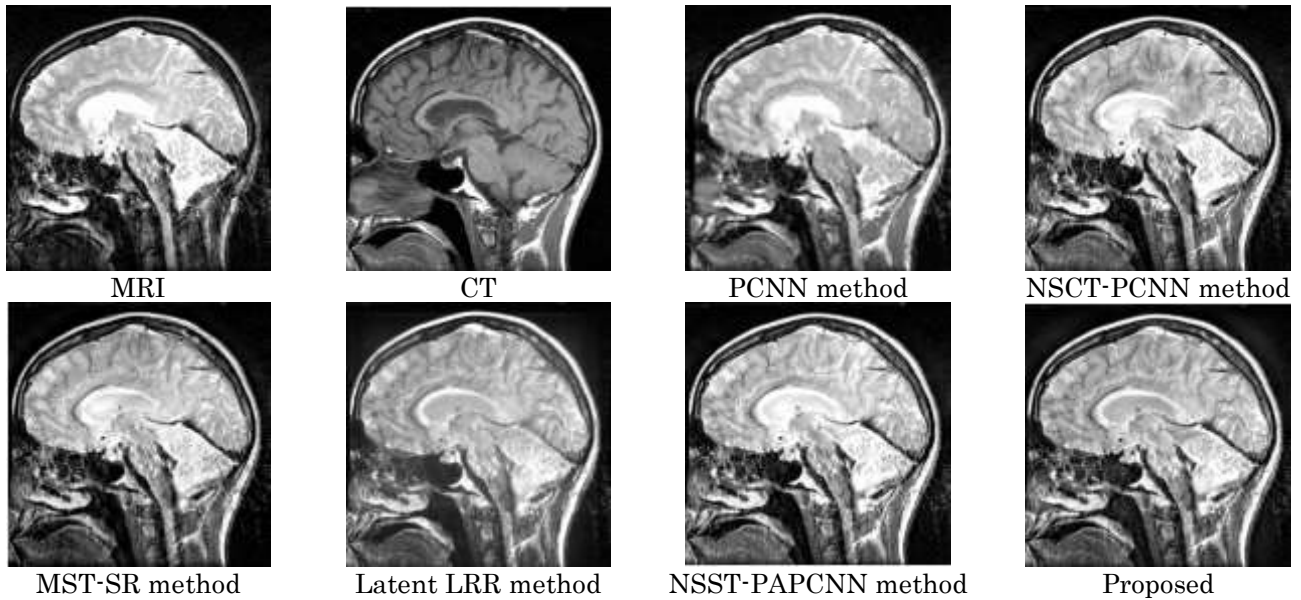 MRI
CT
PCNN method
NSCT-PCNN method
MST-SR method
Latent LRR method
NSST-PAPCNN method
Proposed